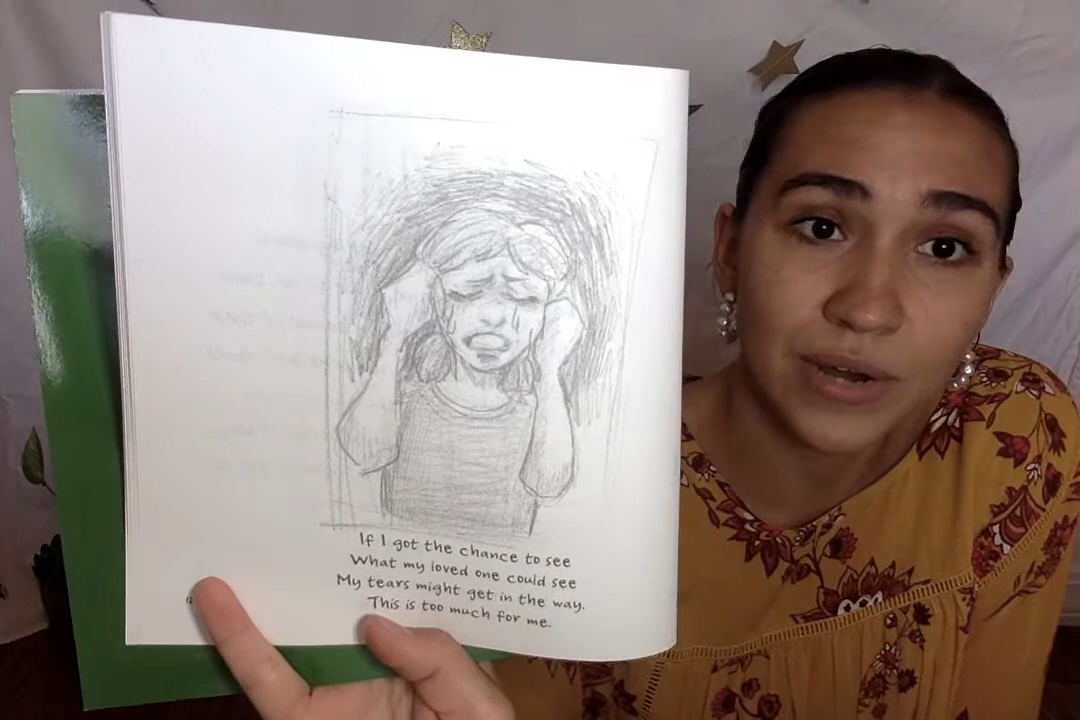 If I got the chance to see
What my loved one could see
My tears might get in the way.
This is too much for me.
12